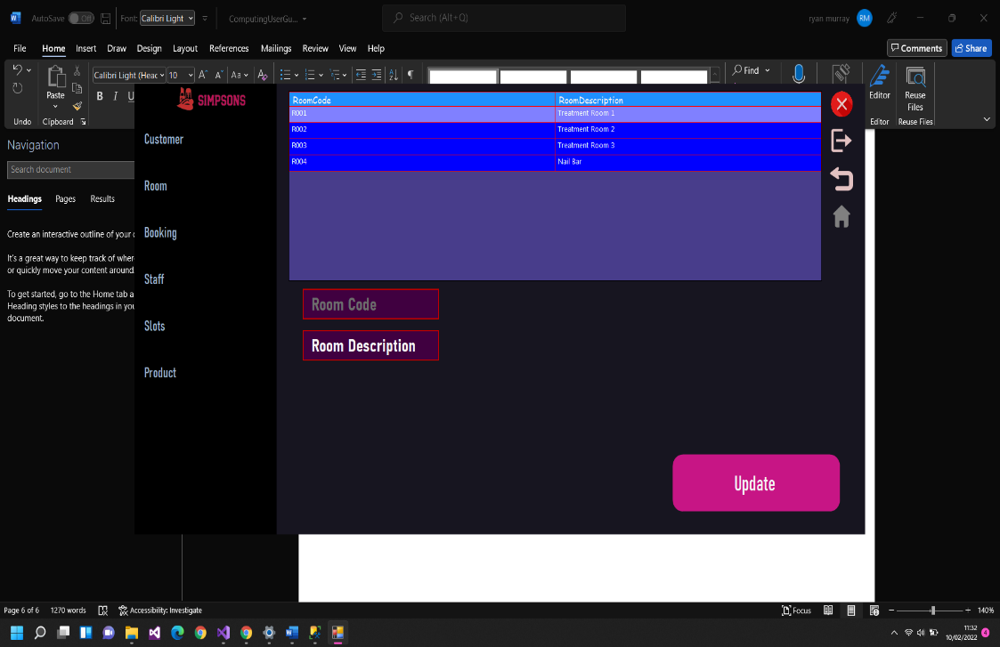 AutoSave Off Font: Calibri Light ComputingUserGu... Search (Alt+Q) ryan murray RM
File Home Insert Draw Design Layout References Mailings Review View Help Comments Share
Calibri Light (Head 10 A A Aa A Find
Paste B I U Editor Reuse Files
Undo Clipboard Editor Reuse Files
SIMPSONS
Customer
Room
Booking
Staff
Slots
Product
RoomCode RoomDescription
R001 Treatment Room 1
R002 Treatment Room 2
R003 Treatment Room 3
R004 Nail Bar
Room Code
Room Description
Update
Navigation
Search document
Headings Pages Results
Create an interactive outline of your
It's a great way to keep track of wher
or quickly move your content around.
To get started, go to the Home tab a
Heading styles to the headings in you
document.
Page 6 of 6 1270 words Accessibility: Investigate Focus 140%
11:32
10/02/2022 4